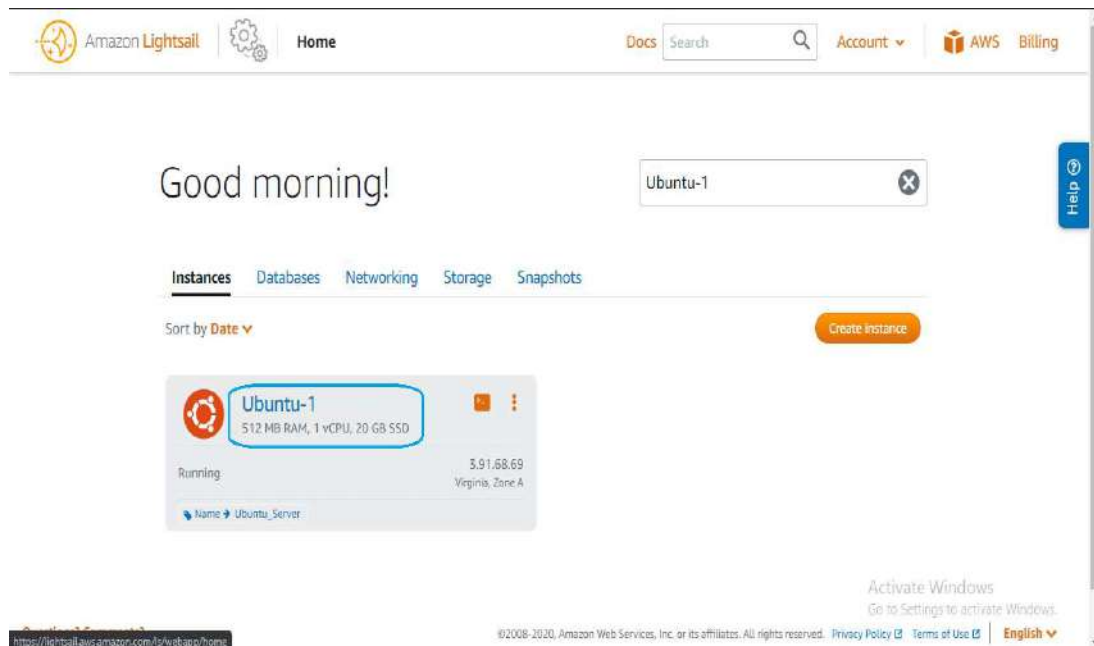 Amazon Lightsail Home Docs Search Account AWS Billing
Help ?
Good morning! Ubuntu-1
Instances Databases Networking Storage Snapshots
Sort by Date Create instance
Ubuntu-1
512 MB RAM, 1 vCPU, 20 GB SSD
Running 3.91.68.69
Virginia, Zone A
Name → Ubuntu_Server
Activate Windows
Go to Settings to activate Windows.
https://lightsail.aws.amazon.com/ls/webapp/home ©2008-2020, Amazon Web Services, Inc. or its affiliates. All rights reserved. Privacy Policy Terms of Use English